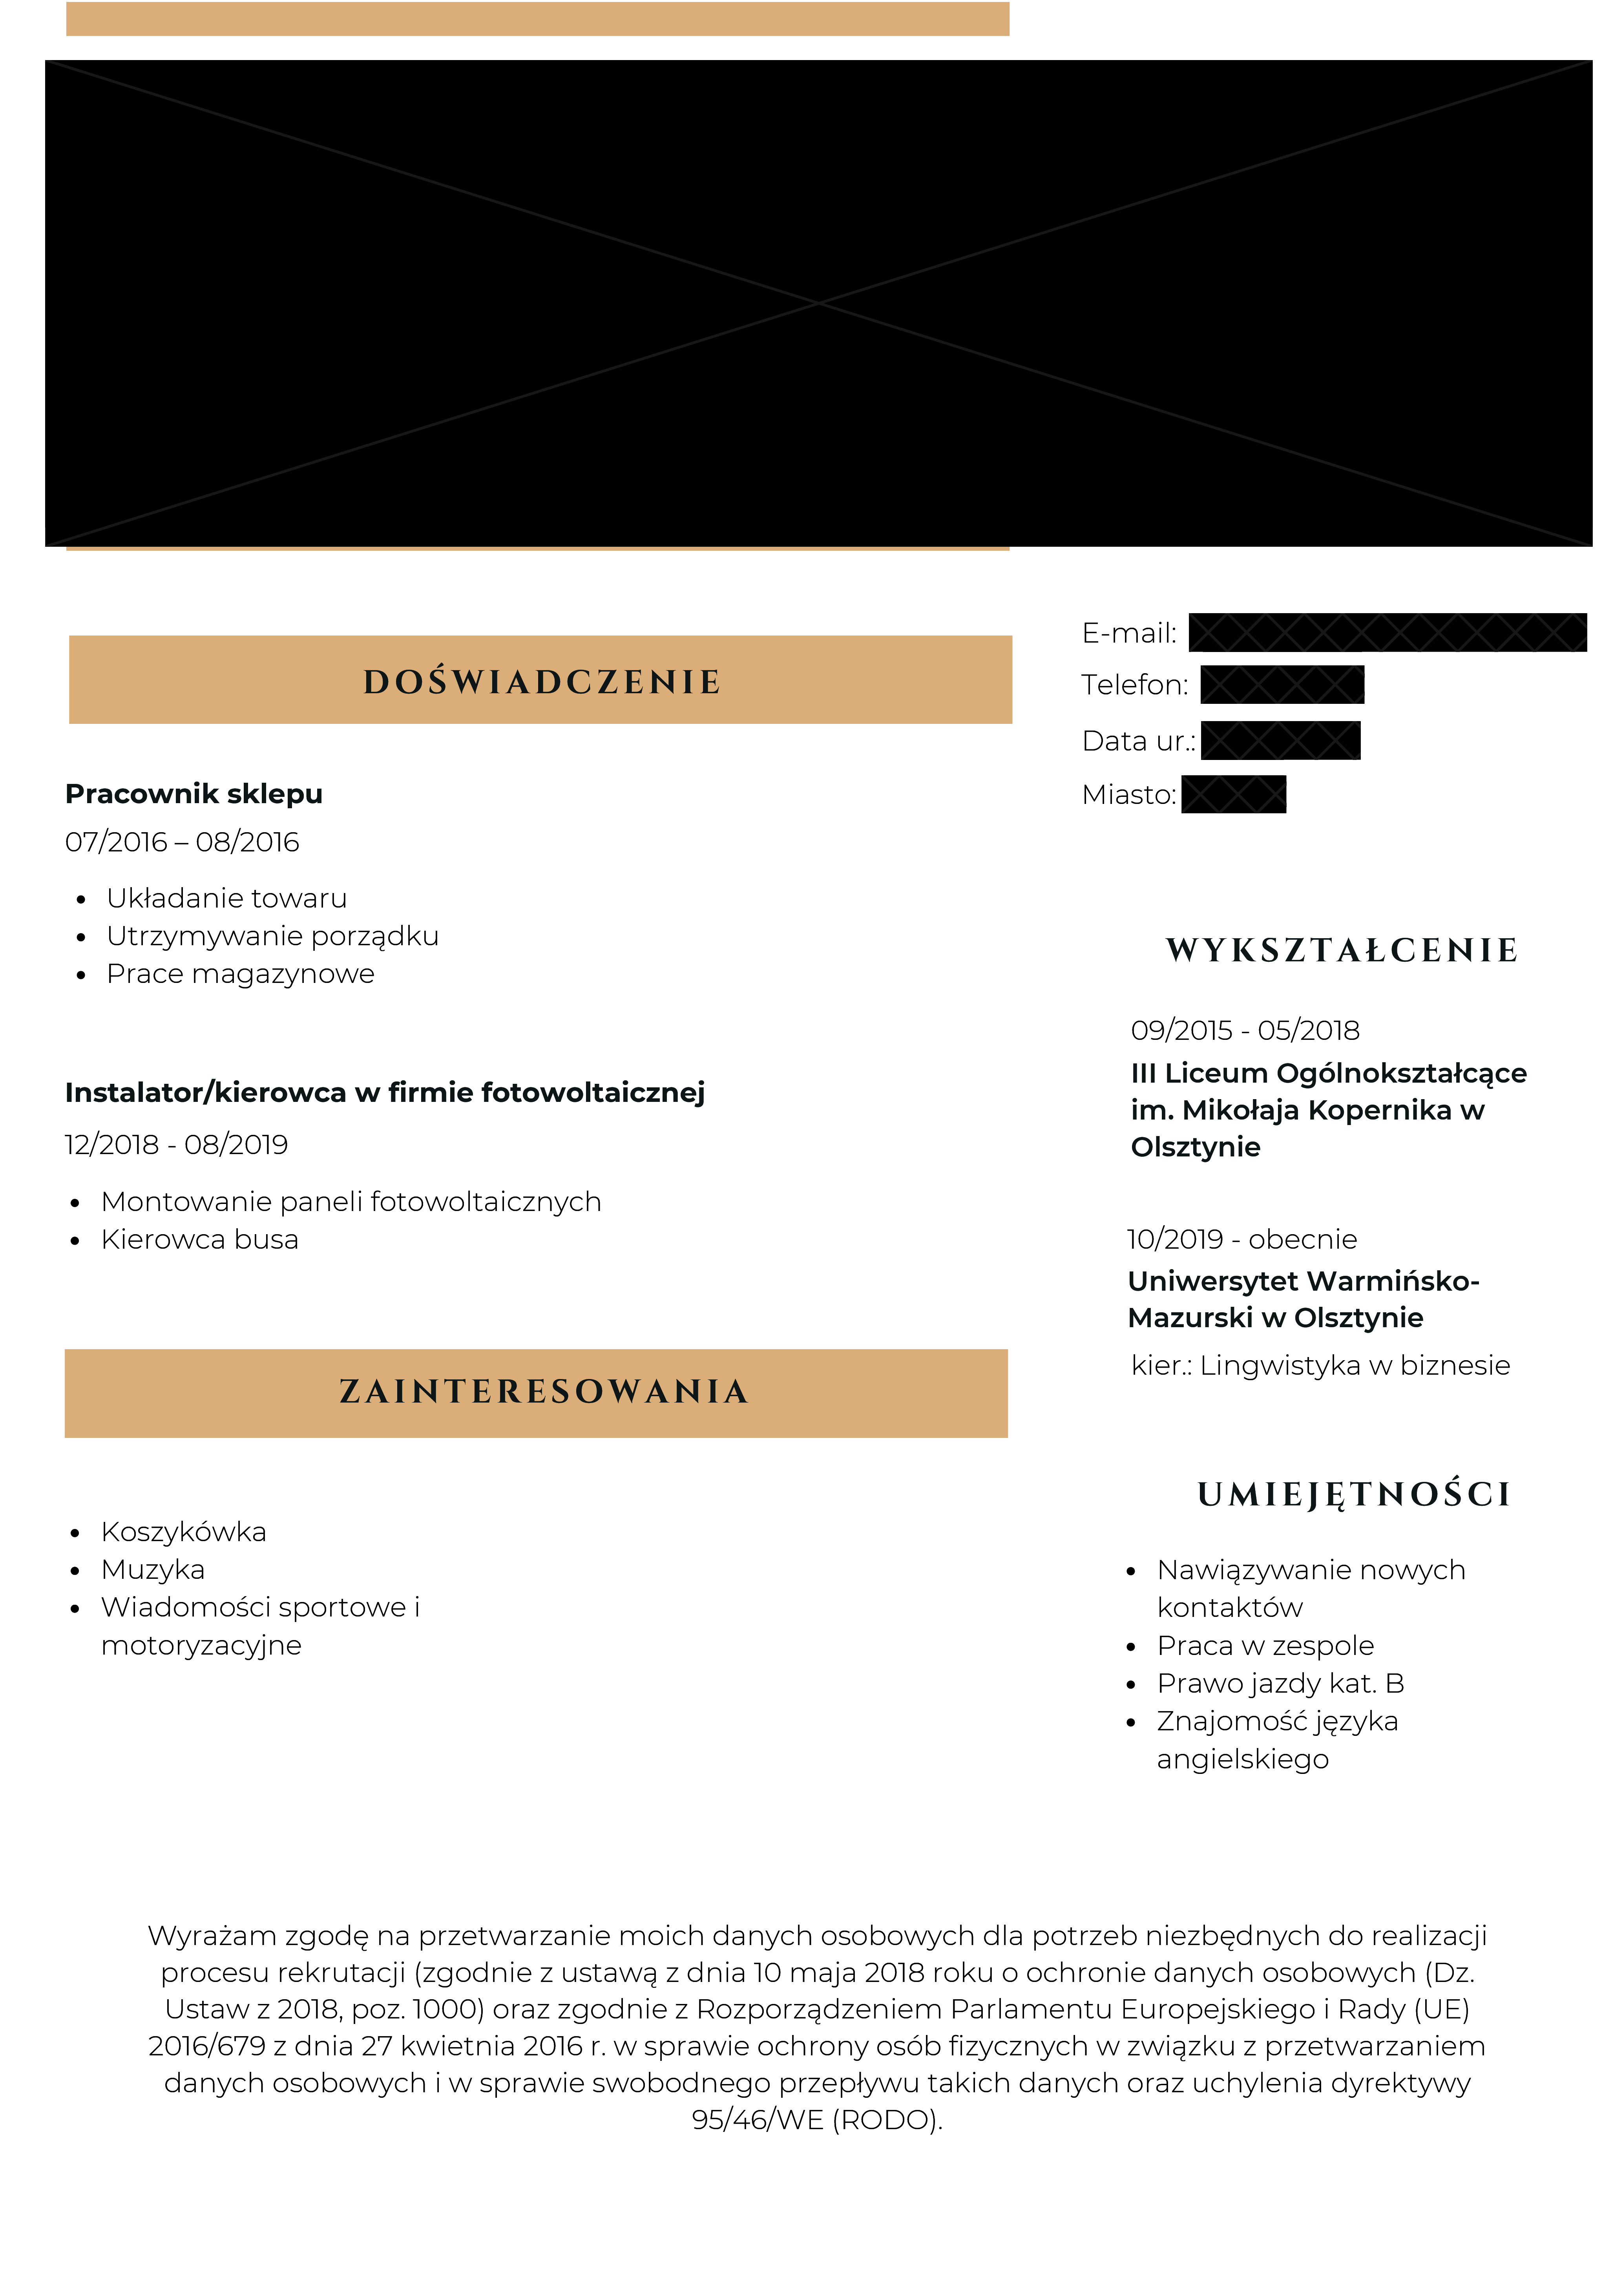 DOŚWIADCZENIE
Pracownik sklepu
07/2016 – 08/2016
• Układanie towaru
• Utrzymywanie porządku
• Prace magazynowe
Instalator/kierowca w firmie fotowoltaicznej
12/2018 - 08/2019
• Montowanie paneli fotowoltaicznych
• Kierowca busa
ZAINTERESOWANIA
• Koszykówka
• Muzyka
• Wiadomości sportowe i
motoryzacyjne
E-mail:
Telefon:
Data ur.:
Miasto:
WYKSZTAŁCENIE
09/2015 - 05/2018
III Liceum Ogólnokształcące
im. Mikołaja Kopernika w
Olsztynie
10/2019 - obecnie
Uniwersytet Warmińsko-
Mazurski w Olsztynie
kier.: Lingwistyka w biznesie
UMIEJĘTNOŚCI
• Nawiązywanie nowych
kontaktów
• Praca w zespole
• Prawo jazdy kat. B
• Znajomość języka
angielskiego
Wyrażam zgodę na przetwarzanie moich danych osobowych dla potrzeb niezbędnych do realizacji
procesu rekrutacji (zgodnie z ustawą z dnia 10 maja 2018 roku o ochronie danych osobowych (Dz.
Ustaw z 2018, poz. 1000) oraz zgodnie z Rozporządzeniem Parlamentu Europejskiego i Rady (UE)
2016/679 z dnia 27 kwietnia 2016 r. w sprawie ochrony osób fizycznych w związku z przetwarzaniem
danych osobowych i w sprawie swobodnego przepływu takich danych oraz uchylenia dyrektywy
95/46/WE (RODO).